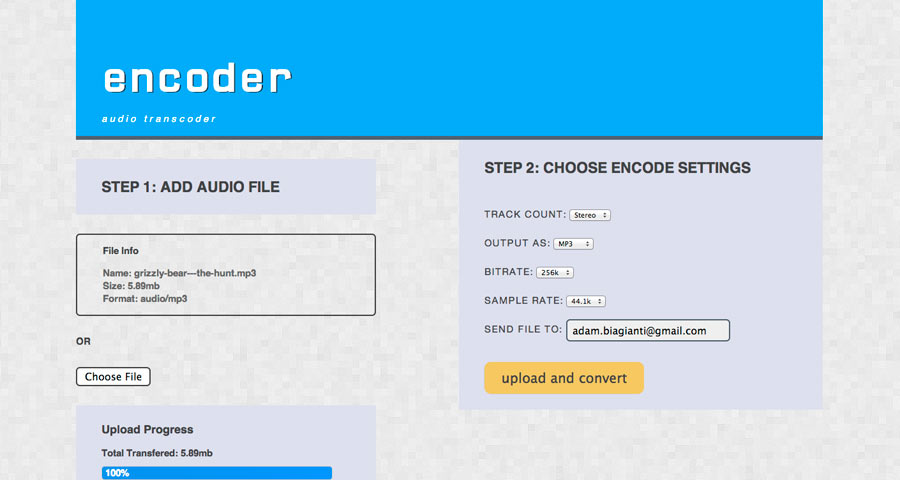 encoder
audio transcoder
STEP 1: ADD AUDIO FILE
File Info
Name: grizzly-bear—the-hunt.mp3
Size: 5.89mb
Format: audio/mp3
OR
Choose File
Upload Progress
Total Transfered: 5.89mb
100%
STEP 2: CHOOSE ENCODE SETTINGS
TRACK COUNT: Stereo
OUTPUT AS: MP3
BITRATE: 256k
SAMPLE RATE: 44.1k
SEND FILE TO: adam.biagianti@gmail.com
upload and convert